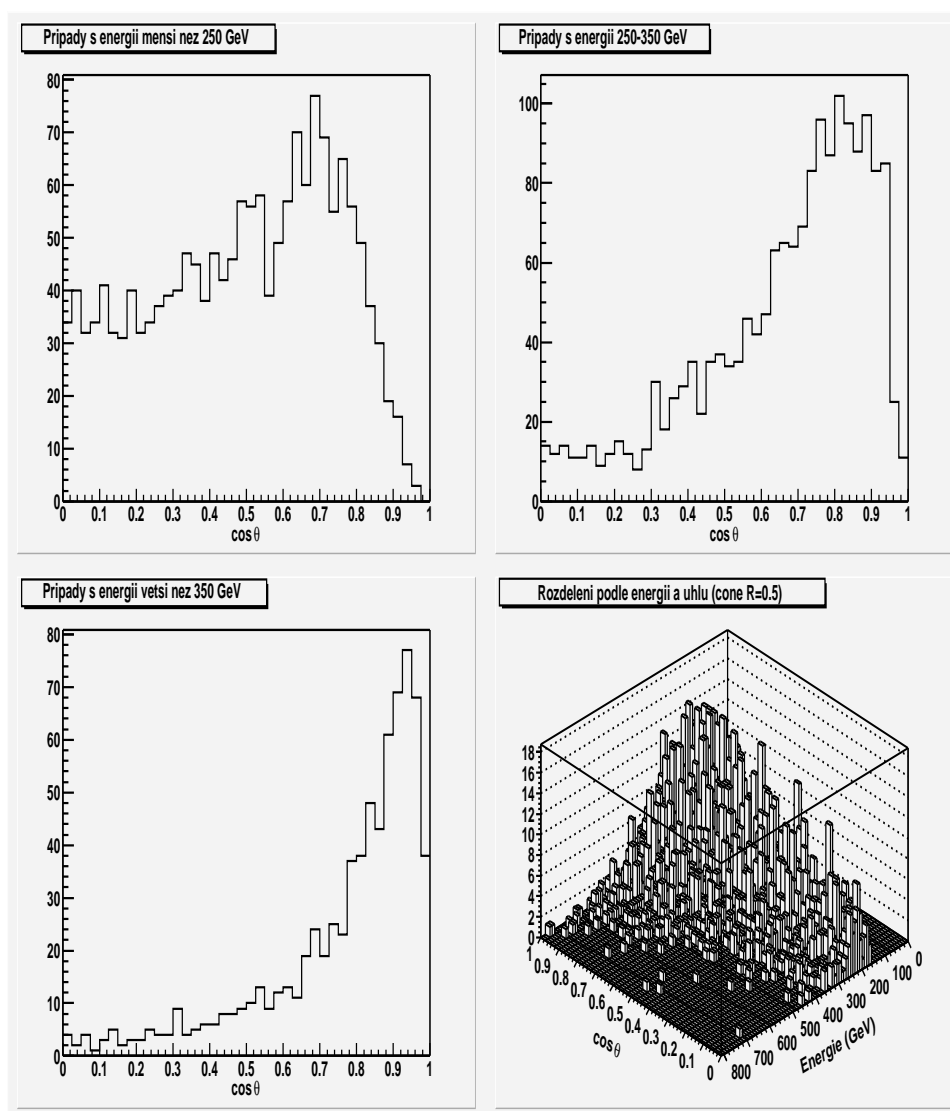 Pripady s energii mensi nez 250 GeV
80
70
60
50
40
30
20
10
0
0 0.1 0.2 0.3 0.4 0.5 0.6 0.7 0.8 0.9 1
cos θ
Pripady s energii 250-350 GeV
100
80
60
40
20
0
0 0.1 0.2 0.3 0.4 0.5 0.6 0.7 0.8 0.9 1
cos θ
Pripady s energii vetsi nez 350 GeV
80
70
60
50
40
30
20
10
0
0 0.1 0.2 0.3 0.4 0.5 0.6 0.7 0.8 0.9 1
cos θ
Rozdeleni podle energii a uhlu (cone R=0.5)
18
16
14
12
10
8
6
4
2
0
1 0.9 0.8 0.7 0.6 0.5 0.4 0.3 0.2 0.1 0
cos θ
800 700 600 500 400 300 200 100 0
Energie (GeV)